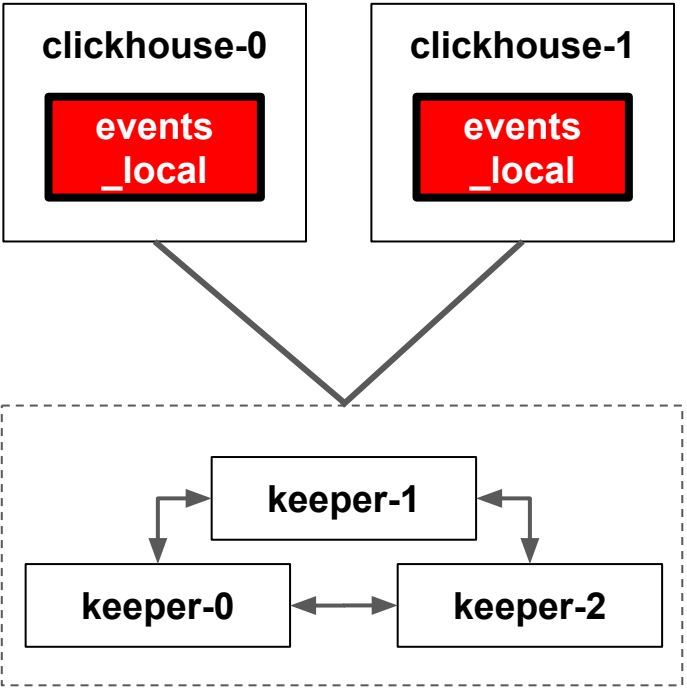 clickhouse-0
events
_local
clickhouse-1
events
_local
keeper-1
keeper-0
keeper-2